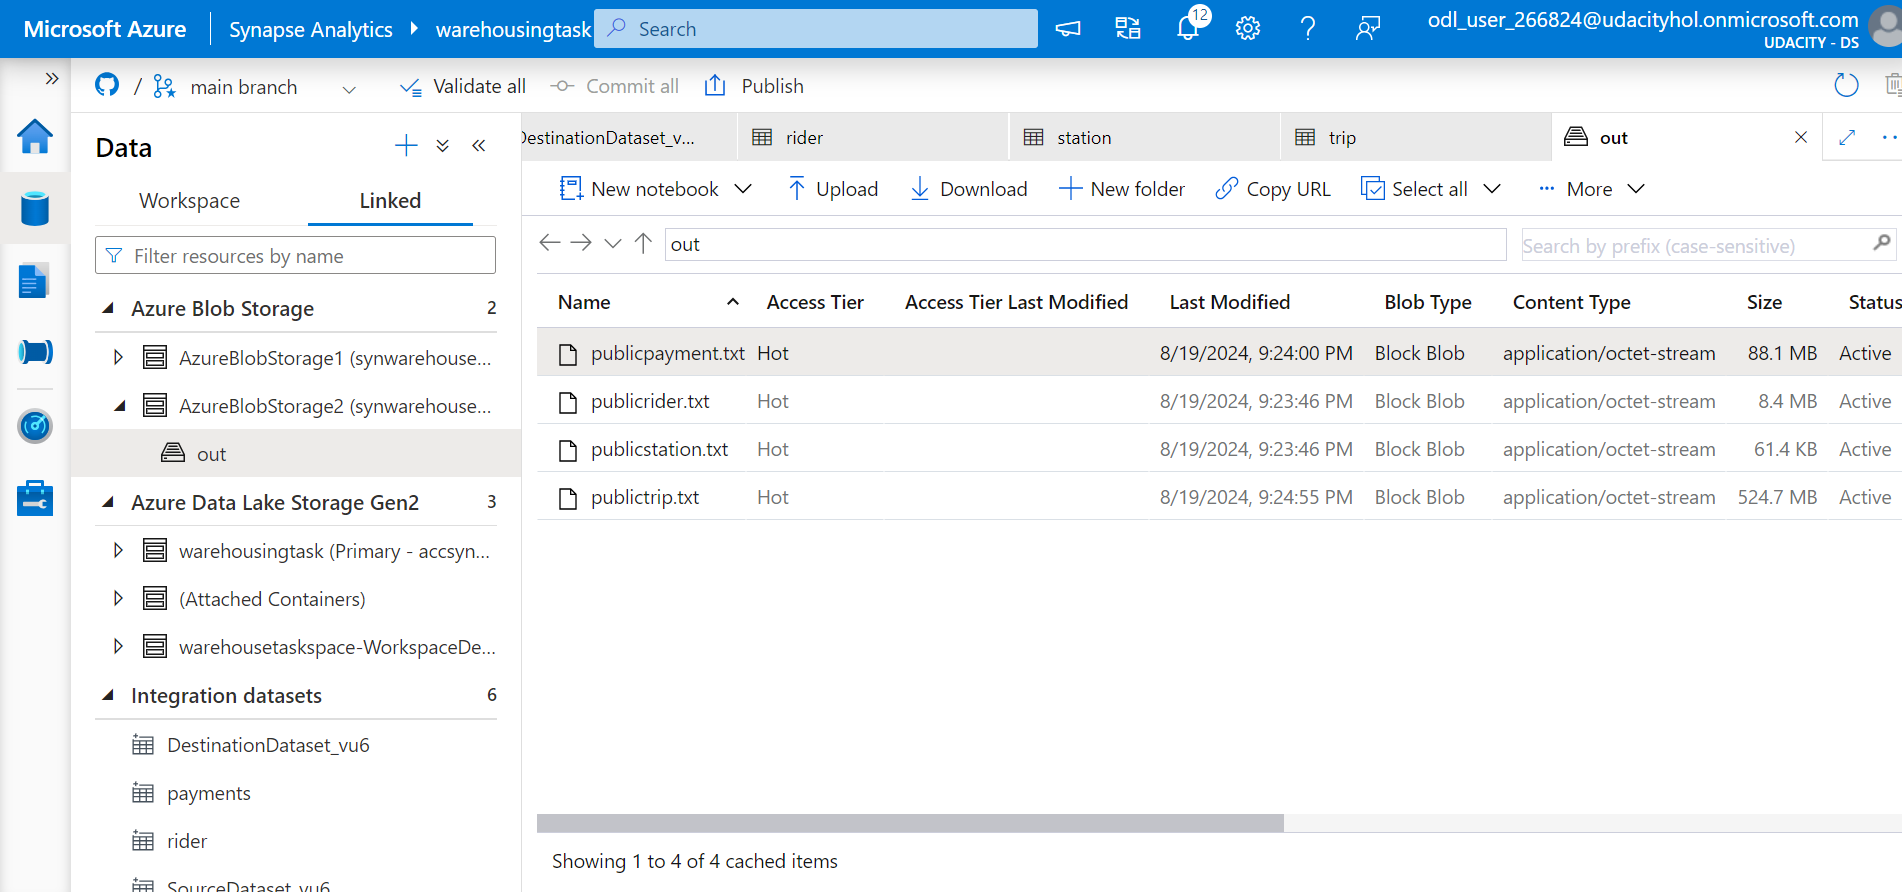 Microsoft Azure
Synapse Analytics
warehousingtask
Search
12
odl_user_266824@udacityhol.onmicrosoft.com
UDACITY - DS
/
main branch
Validate all
Commit all
Publish
Data
Workspace
Linked
Filter resources by name
Azure Blob Storage 2
AzureBlobStorage1 (synwarehouse...
AzureBlobStorage2 (synwarehouse...
out
Azure Data Lake Storage Gen2 3
warehousingtask (Primary - accsyn...
(Attached Containers)
warehousetaskspace-WorkspaceDe...
Integration datasets 6
DestinationDataset_vu6
payments
rider
SourceDataset_vu6
DestinationDataset_v...
rider
station
trip
out
New notebook
Upload
Download
New folder
Copy URL
Select all
More
out
Search by prefix (case-sensitive)
Name Access Tier Access Tier Last Modified Last Modified Blob Type Content Type Size Status
publicpayment.txt Hot 8/19/2024, 9:24:00 PM Block Blob application/octet-stream 88.1 MB Active
publicrider.txt Hot 8/19/2024, 9:23:46 PM Block Blob application/octet-stream 8.4 MB Active
publicstation.txt Hot 8/19/2024, 9:23:46 PM Block Blob application/octet-stream 61.4 KB Active
publictrip.txt Hot 8/19/2024, 9:24:55 PM Block Blob application/octet-stream 524.7 MB Active
Showing 1 to 4 of 4 cached items